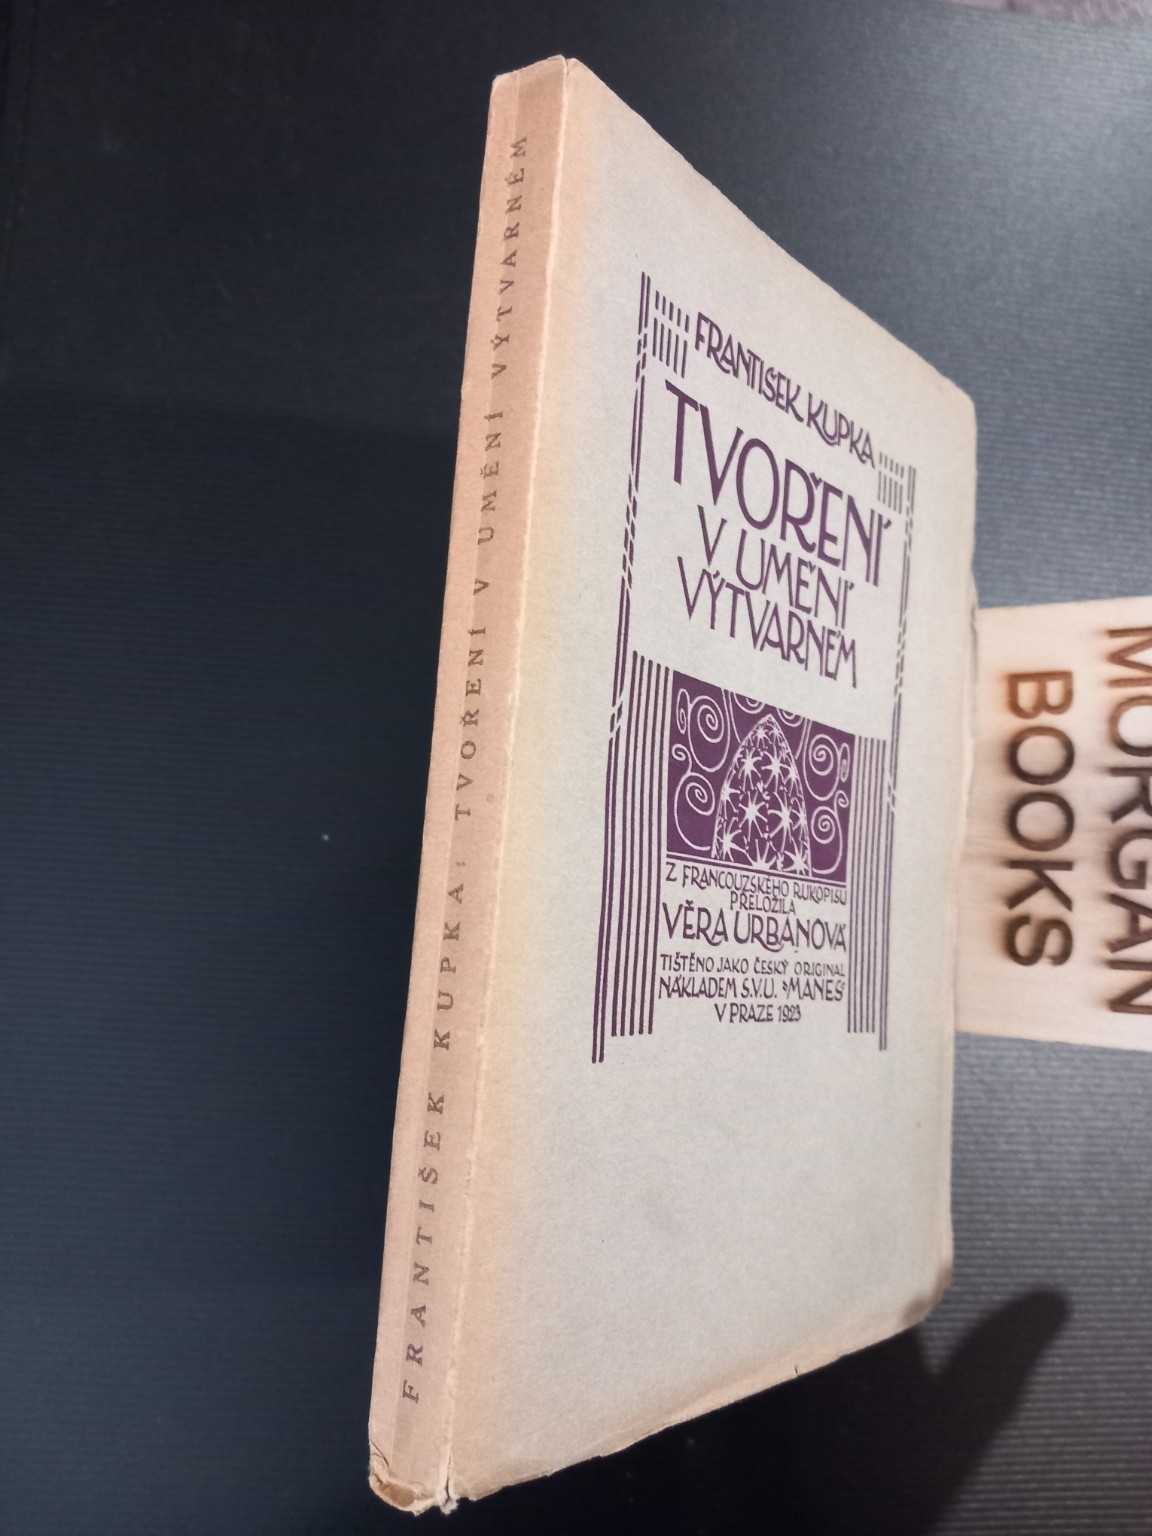 FRANTIŠEK KUPKA: TVOŘENÍ V UMĚNÍ VÝTVARNÉM
FRANTIŠEK KUPKA
TVOŘENÍ
V UMĚNÍ
VÝTVARNÉM
Z FRANCOUZSKÉHO RUKOPISU
PŘELOŽILA
VĚRA URBANOVÁ
TIŠTĚNO JAKO ČESKÝ ORIGINAL
NÁKLADEM S.V.U. „MANES“
V PRAZE 1923
MORGAN
BOOKS